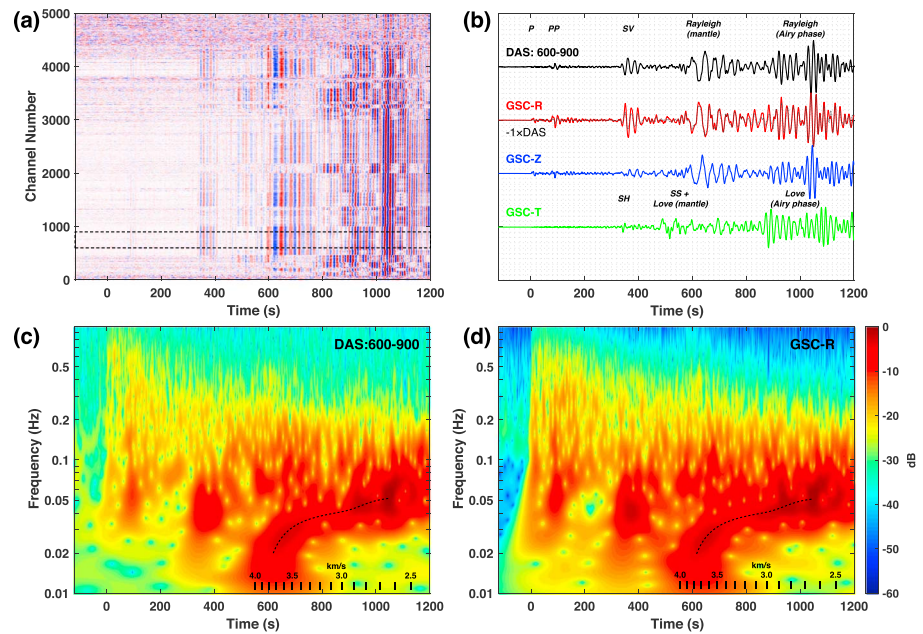 (a)
5000
4000
3000
2000
1000
0
Channel Number
0 200 400 600 800 1000 1200
Time (s)
(b)
P PP SV Rayleigh (mantle) Rayleigh (Airy phase)
DAS: 600-900
GSC-R
-1×DAS
GSC-Z
SH SS + Love (mantle) Love (Airy phase)
GSC-T
0 200 400 600 800 1000 1200
Time (s)
(c)
DAS:600-900
0.5
0.2
0.1
0.05
0.02
0.01
Frequency (Hz)
km/s
4.0 3.5 3.0 2.5
0 200 400 600 800 1000 1200
Time (s)
(d)
GSC-R
0.5
0.2
0.1
0.05
0.02
0.01
Frequency (Hz)
km/s
4.0 3.5 3.0 2.5
0 200 400 600 800 1000 1200
Time (s)
0
-10
-20
-30
-40
-50
-60
dB